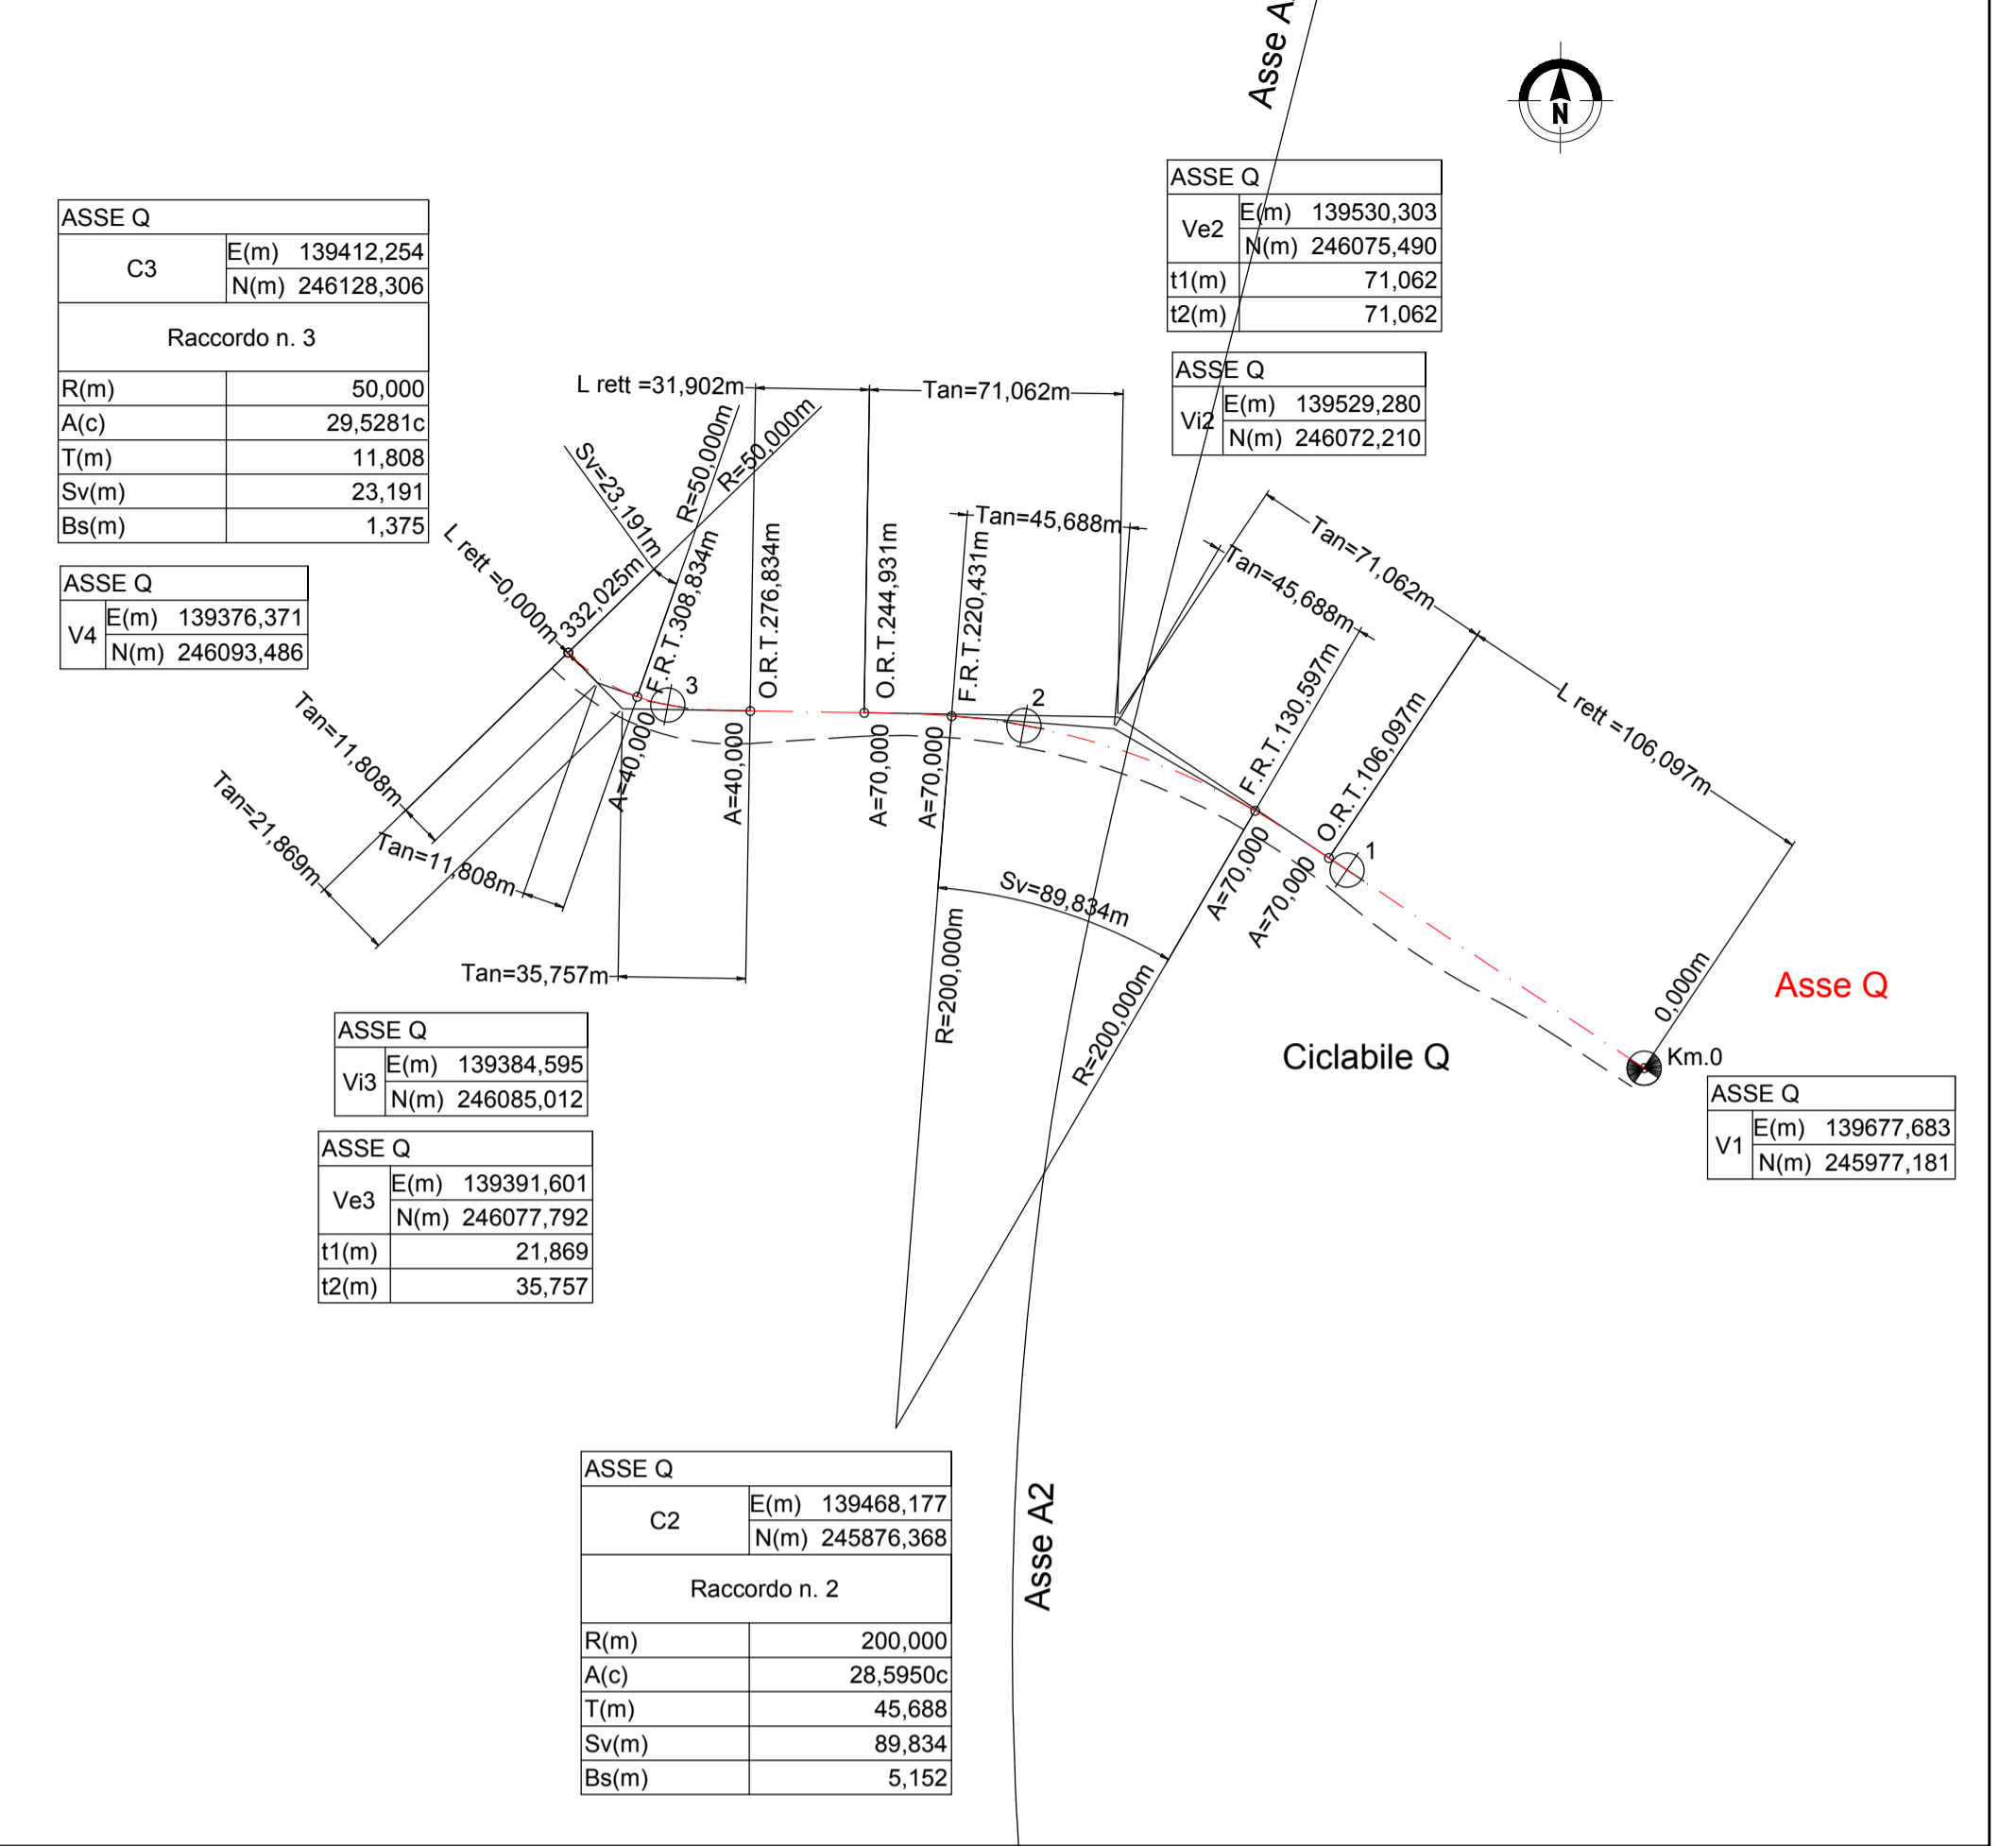 Asse A
N
ASSE Q
Ve2
E(m) 139530,303
N(m) 246075,490
t1(m) 71,062
t2(m) 71,062
ASSE Q
Vi2
E(m) 139529,280
N(m) 246072,210
ASSE Q
C3
E(m) 139412,254
N(m) 246128,306
Raccordo n. 3
R(m) 50,000
A(c) 29,5281c
T(m) 11,808
Sv(m) 23,191
Bs(m) 1,375
ASSE Q
V4
E(m) 139376,371
N(m) 246093,486
L rett =31,902m
Tan=71,062m
Sv=23,191m
R=50,000m
R=50,000m
L rett =0,000m
332,025m
F.R.T.308,834m
O.R.T.276,834m
O.R.T.244,931m
F.R.T.220,431m
Tan=45,688m
Tan=71,062m
Tan=45,688m
F.R.T.130,597m
O.R.T.106,097m
L rett =106,097m
3
2
1
A=40,000
A=40,000
A=70,000
A=70,000
A=70,000
A=70,000
Tan=11,808m
Tan=21,869m
Tan=11,808m
Tan=35,757m
Sv=89,834m
R=200,000m
R=200,000m
0,000m
Asse Q
Km.0
Ciclabile Q
ASSE Q
V1
E(m) 139677,683
N(m) 245977,181
ASSE Q
Vi3
E(m) 139384,595
N(m) 246085,012
ASSE Q
Ve3
E(m) 139391,601
N(m) 246077,792
t1(m) 21,869
t2(m) 35,757
Asse A2
ASSE Q
C2
E(m) 139468,177
N(m) 245876,368
Raccordo n. 2
R(m) 200,000
A(c) 28,5950c
T(m) 45,688
Sv(m) 89,834
Bs(m) 5,152